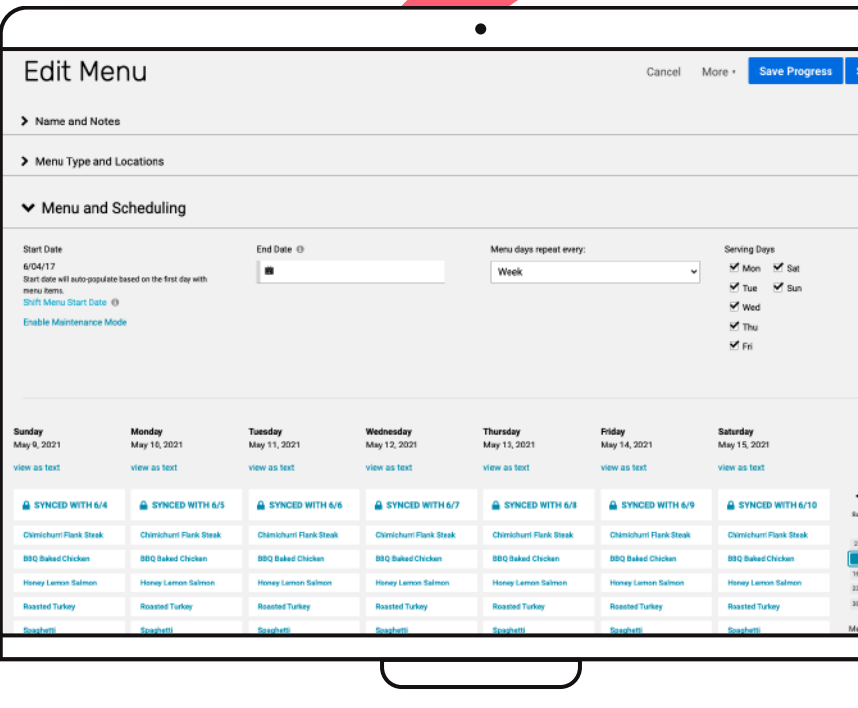 Edit Menu
Cancel More Save Progress
Name and Notes
Menu Type and Locations
Menu and Scheduling
Start Date End Date Menu days repeat every: Serving Days
6/04/17
Start date will auto-populate based on the first day with
menu items.
Shift Menu Start Date
Enable Maintenance Mode
Week
Mon Sat
Tue Sun
Wed
Thu
Fri
Sunday Monday Tuesday Wednesday Thursday Friday Saturday
May 9, 2021 May 10, 2021 May 11, 2021 May 12, 2021 May 13, 2021 May 14, 2021 May 15, 2021
view as text view as text view as text view as text view as text view as text view as text
SYNCED WITH 6/4 SYNCED WITH 6/5 SYNCED WITH 6/6 SYNCED WITH 6/7 SYNCED WITH 6/8 SYNCED WITH 6/9 SYNCED WITH 6/10
Chimichurri Flank Steak Chimichurri Flank Steak Chimichurri Flank Steak Chimichurri Flank Steak Chimichurri Flank Steak Chimichurri Flank Steak Chimichurri Flank Steak
BBQ Baked Chicken BBQ Baked Chicken BBQ Baked Chicken BBQ Baked Chicken BBQ Baked Chicken BBQ Baked Chicken BBQ Baked Chicken
Honey Lemon Salmon Honey Lemon Salmon Honey Lemon Salmon Honey Lemon Salmon Honey Lemon Salmon Honey Lemon Salmon Honey Lemon Salmon
Roasted Turkey Roasted Turkey Roasted Turkey Roasted Turkey Roasted Turkey Roasted Turkey Roasted Turkey
Spaghetti Spaghetti Spaghetti Spaghetti Spaghetti Spaghetti Spaghetti